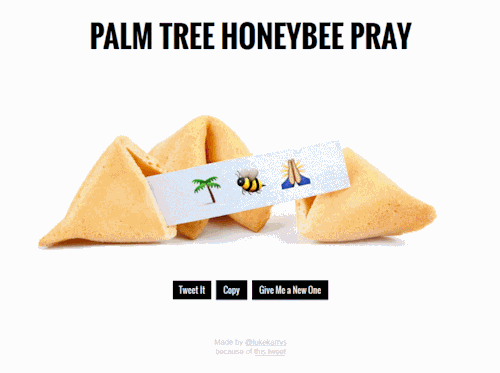 PALM TREE HONEYBEE PRAY
Tweet It
Copy
Give Me a New One
Made by @lukekarrys
because of this tweet